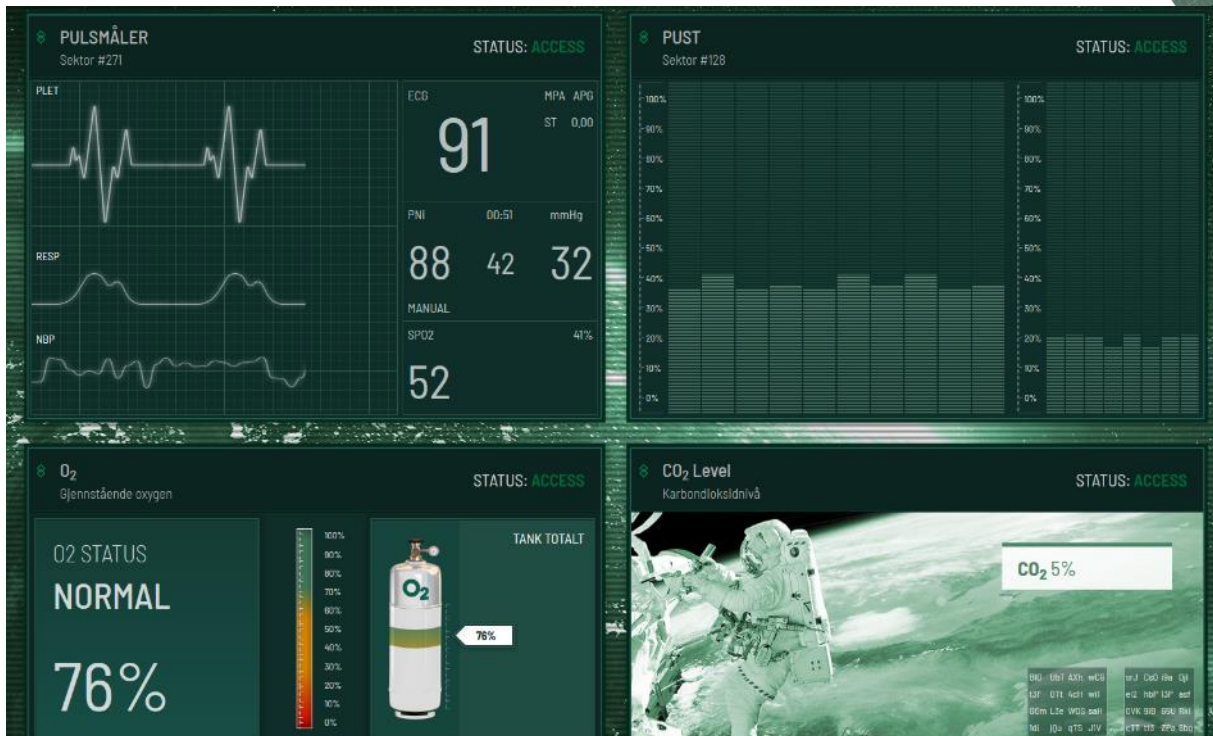 PULSMÅLER
Sektor #271
STATUS: ACCESS
PLET
RESP
NBP
ECG
MPA APG
91
ST 0,00
PNI 00:51 mmHg
88 42 32
MANUAL
SPO2 41%
52
PUST
Sektor #128
STATUS: ACCESS
100% 100%
90% 90%
80% 80%
70% 70%
60% 60%
50% 50%
40% 40%
30% 30%
20% 20%
10% 10%
0% 0%
O₂
Gjennstående oxygen
STATUS: ACCESS
O2 STATUS
NORMAL
76%
100%
90%
80%
70%
60%
50%
40%
30%
20%
10%
0%
O₂
TANK TOTALT
76%
CO₂ Level
Karbondioksidnivå
STATUS: ACCESS
CO₂ 5%